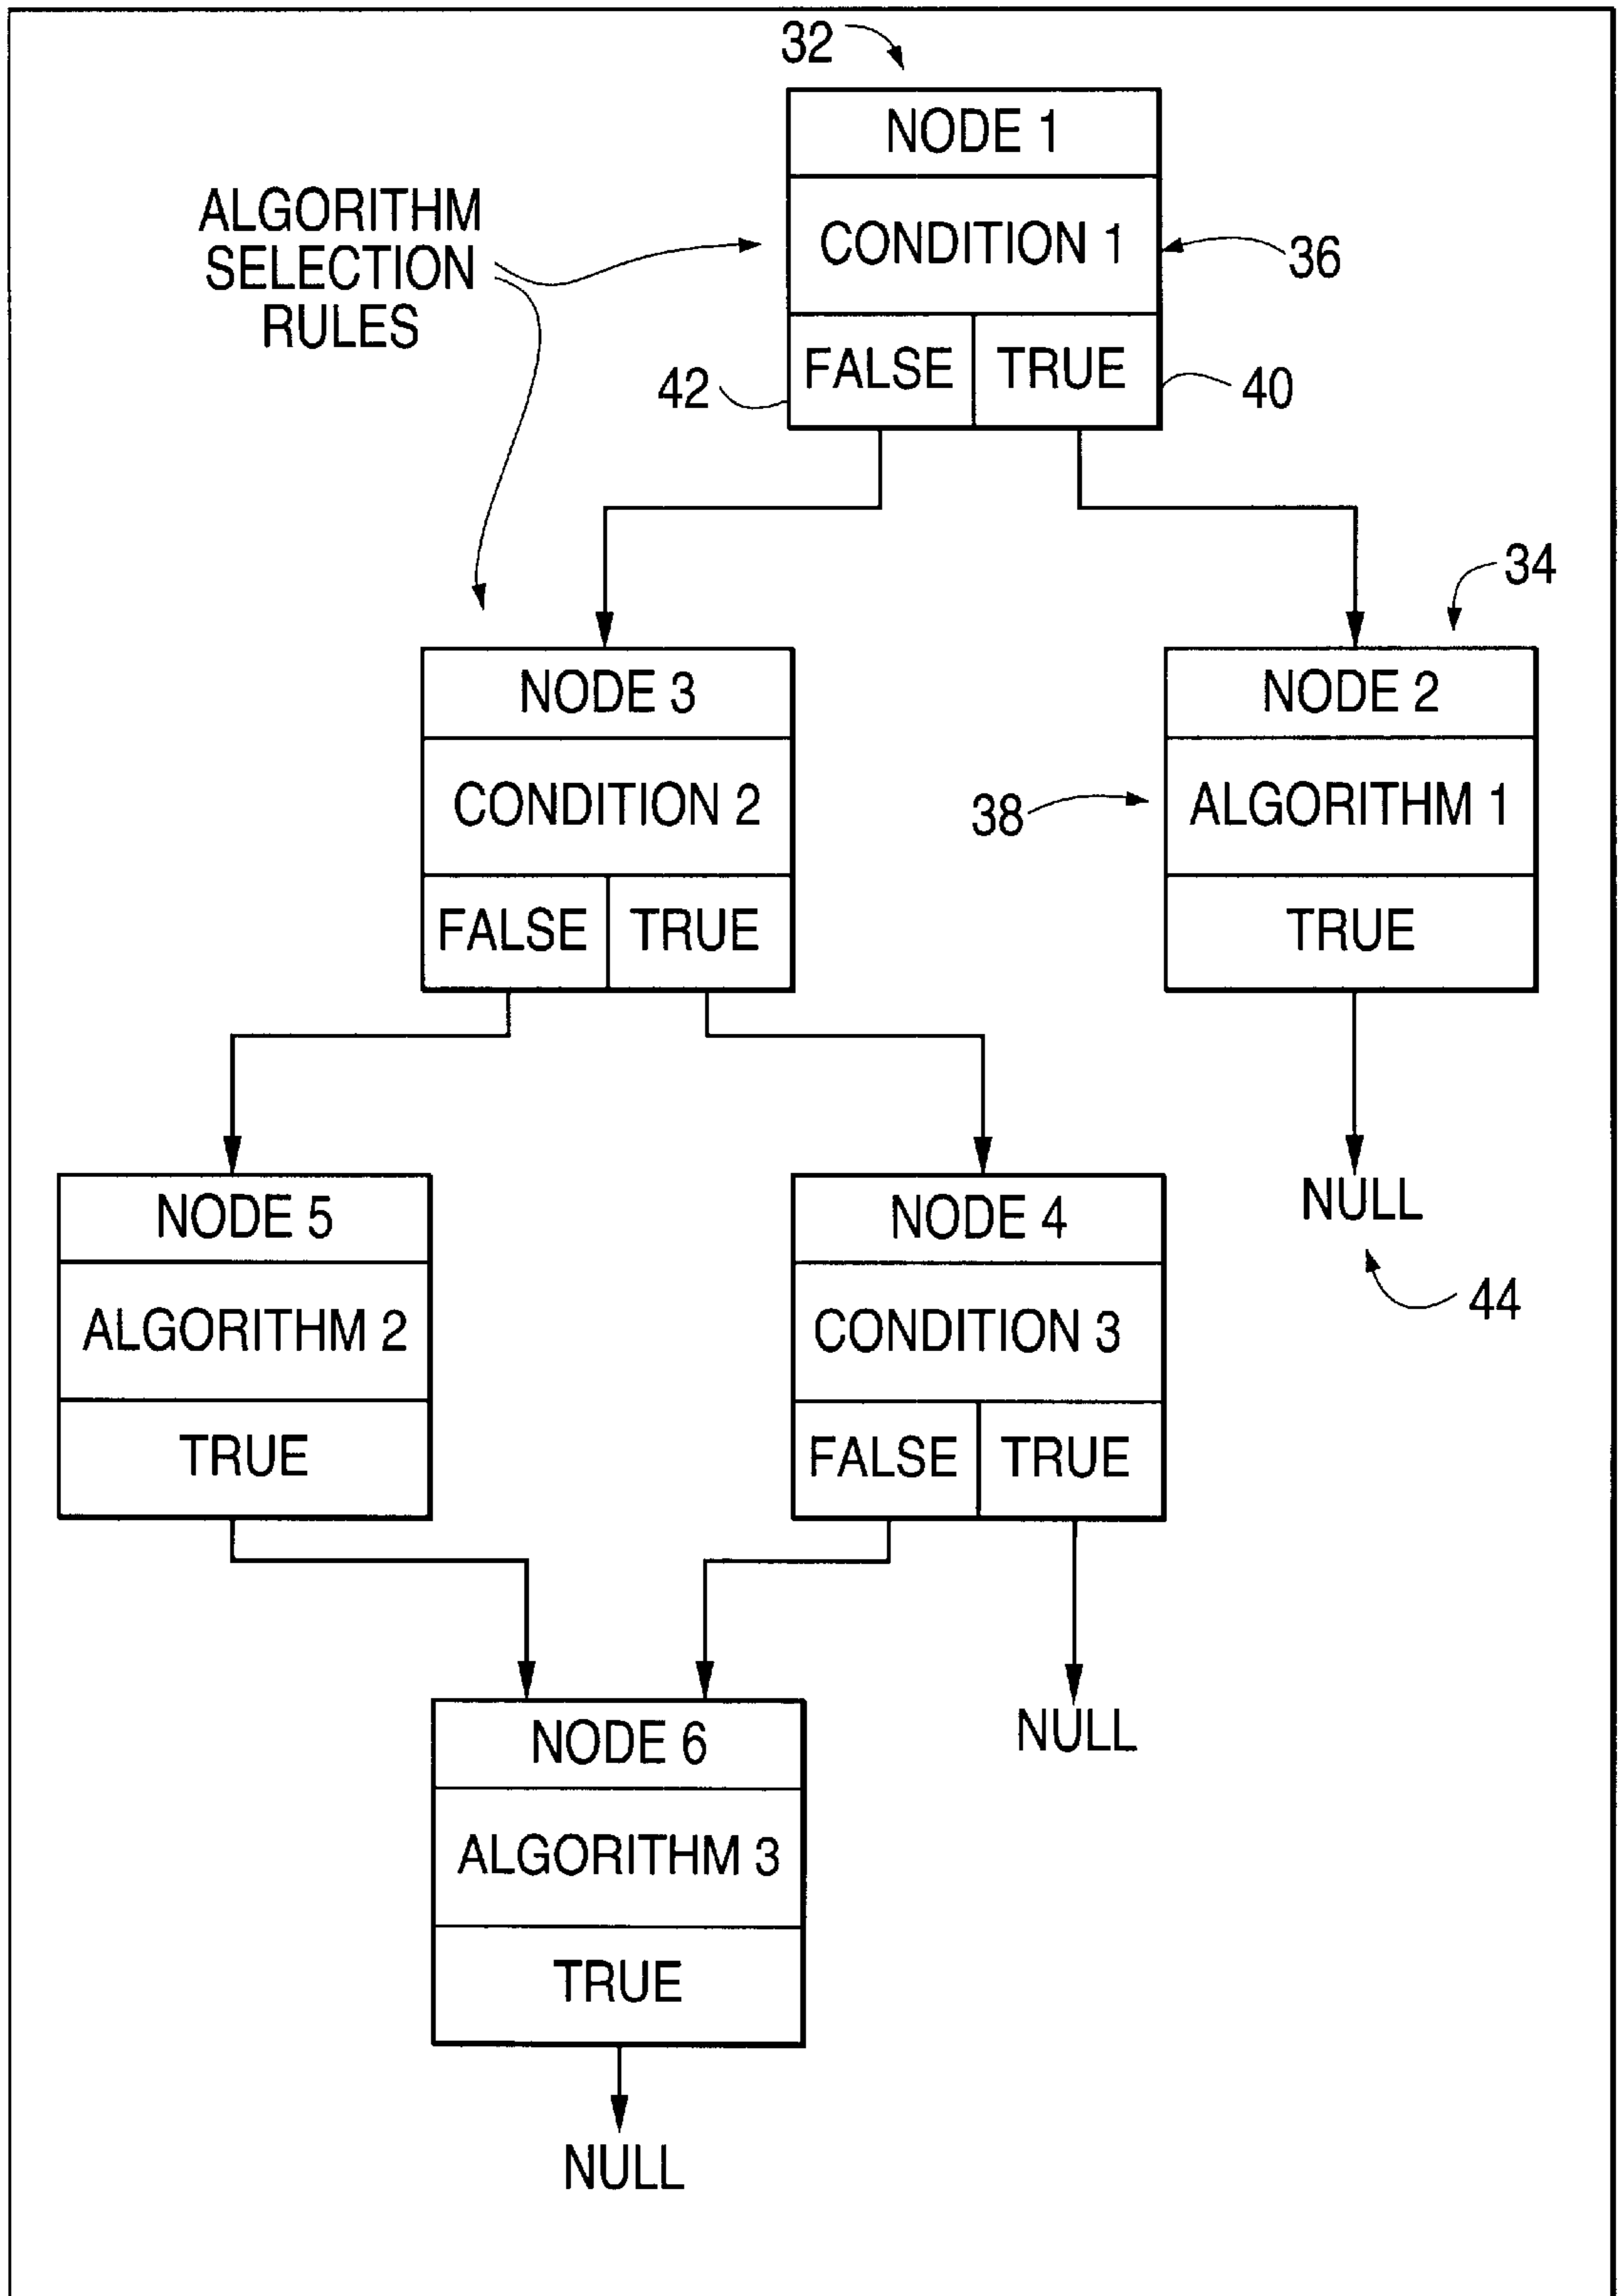 32
NODE 1
ALGORITHM
SELECTION
RULES
CONDITION 1
36
FALSE
TRUE
42
40
34
NODE 3
NODE 2
CONDITION 2
38
ALGORITHM 1
FALSE
TRUE
TRUE
NODE 5
NODE 4
NULL
44
ALGORITHM 2
CONDITION 3
TRUE
FALSE
TRUE
NODE 6
NULL
ALGORITHM 3
TRUE
NULL